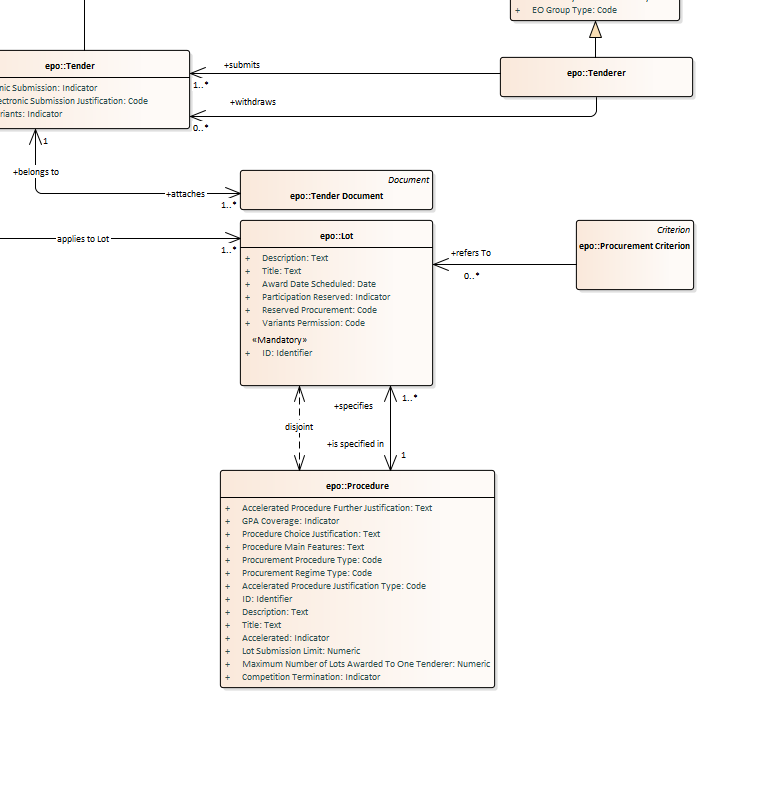 + EO Group Type: Code
epo::Tender
nic Submission: Indicator
ectronic Submission Justification: Code
riants: Indicator
+submits
1..*
+withdraws
0..*
epo::Tenderer
1
+belongs to
+attaches
1..*
Document
epo::Tender Document
applies to Lot
1..*
epo::Lot
+ Description: Text
+ Title: Text
+ Award Date Scheduled: Date
+ Participation Reserved: Indicator
+ Reserved Procurement: Code
+ Variants Permission: Code
«Mandatory»
+ ID: Identifier
+refers To
0..*
Criterion
epo::Procurement Criterion
+specifies
1..*
disjoint
+is specified in
1
epo::Procedure
+ Accelerated Procedure Further Justification: Text
+ GPA Coverage: Indicator
+ Procedure Choice Justification: Text
+ Procedure Main Features: Text
+ Procurement Procedure Type: Code
+ Procurement Regime Type: Code
+ Accelerated Procedure Justification Type: Code
+ ID: Identifier
+ Description: Text
+ Title: Text
+ Accelerated: Indicator
+ Lot Submission Limit: Numeric
+ Maximum Number of Lots Awarded To One Tenderer: Numeric
+ Competition Termination: Indicator